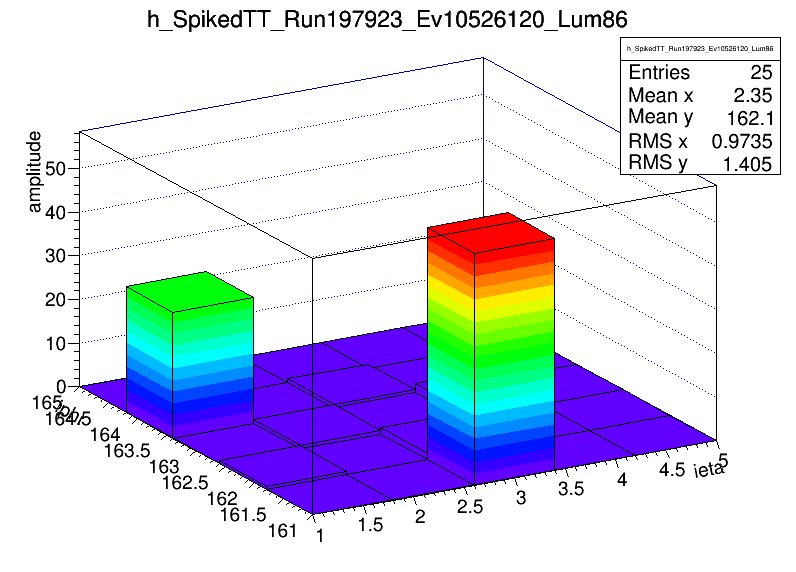 h_SpikedTT_Run197923_Ev10526120_Lum86
h_SpikedTT_Run197923_Ev10526120_Lum86
Entries 25
Mean x 2.35
Mean y 162.1
RMS x 0.9735
RMS y 1.405
amplitude
50
40
30
20
10
0
165
164.5
164
163.5
163
162.5
162
161.5
161
1
1.5
2
2.5
3
3.5
4
4.5
5
ieta